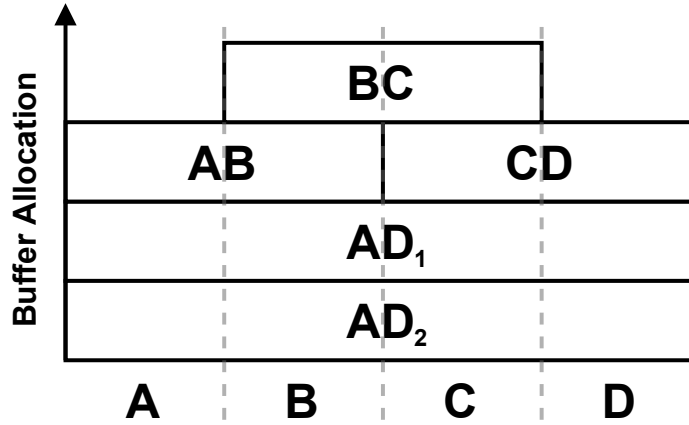 Buffer Allocation
BC
AB CD
AD₁
AD₂
A B C D